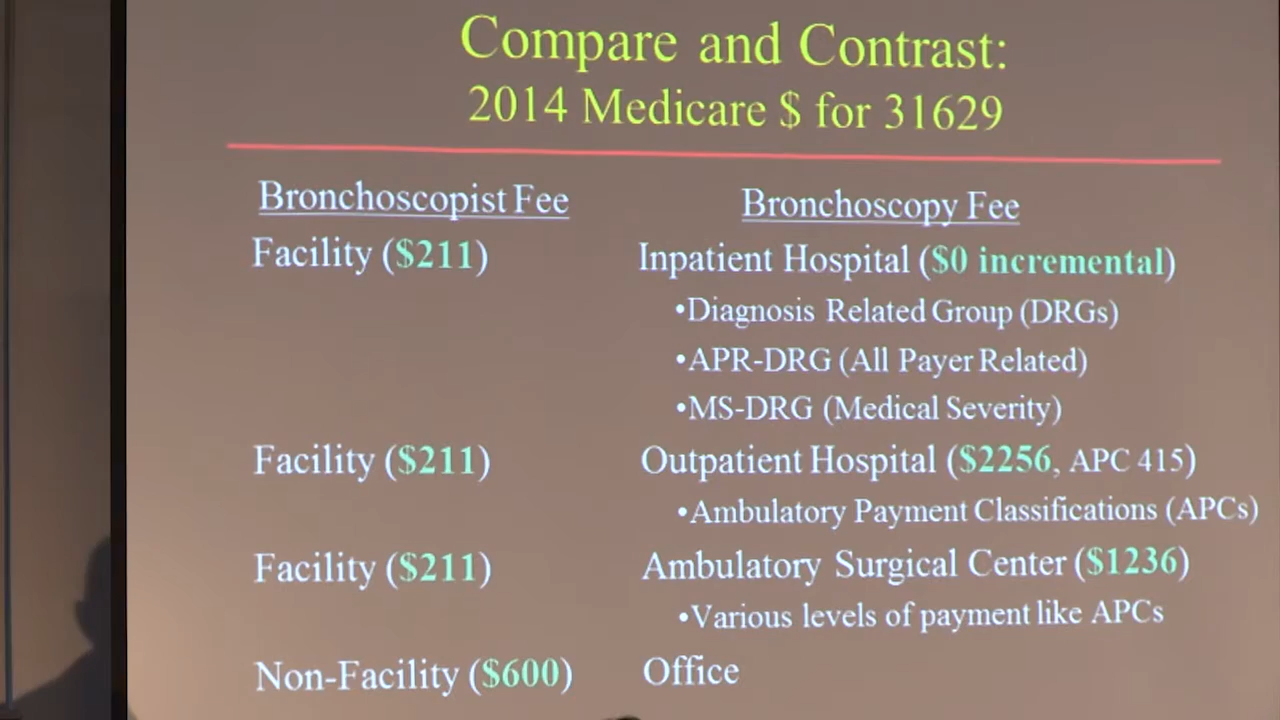 Compare and Contrast:
2014 Medicare $ for 31629
Bronchoscopist Fee
Bronchoscopy Fee
Facility ($211)
Inpatient Hospital ($0 incremental)
•Diagnosis Related Group (DRGs)
•APR-DRG (All Payer Related)
•MS-DRG (Medical Severity)
Facility ($211)
Outpatient Hospital ($2256, APC 415)
•Ambulatory Payment Classifications (APCs)
Facility ($211)
Ambulatory Surgical Center ($1236)
•Various levels of payment like APCs
Non-Facility ($600)
Office